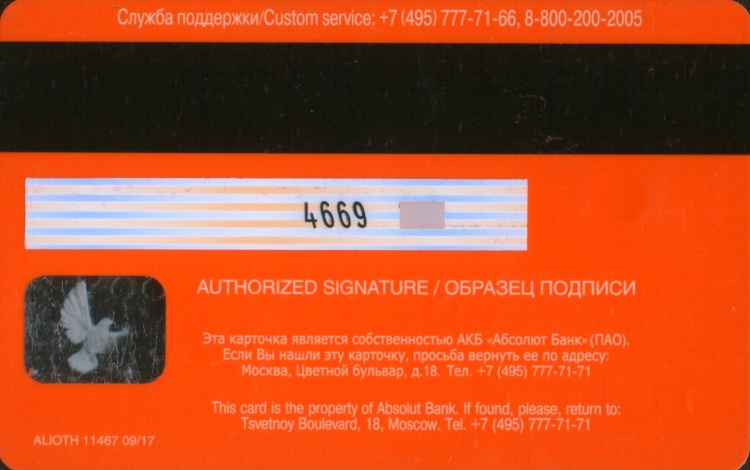 Служба поддержки/Custom service: +7 (495) 777-71-66, 8-800-200-2005
4669
AUTHORIZED SIGNATURE / ОБРАЗЕЦ ПОДПИСИ
Эта карточка является собственностью АКБ «Абсолют Банк» (ПАО).
Если Вы нашли эту карточку, просьба вернуть ее по адресу:
Москва, Цветной бульвар, д.18. Тел. +7 (495) 777-71-71
This card is the property of Absolut Bank. If found, please, return to:
Tsvetnoy Boulevard, 18, Moscow. Tel. +7 (495) 777-71-71
ALIOTH 11467 09/17